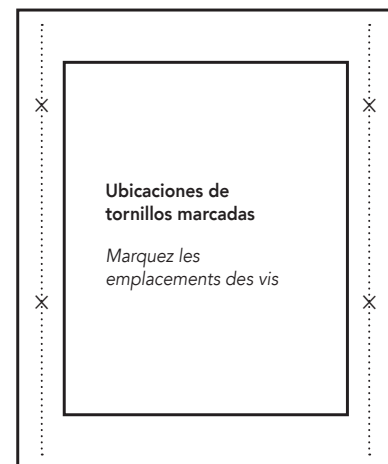 Ubicaciones de
tornillos marcadas
Marquez les
emplacements des vis